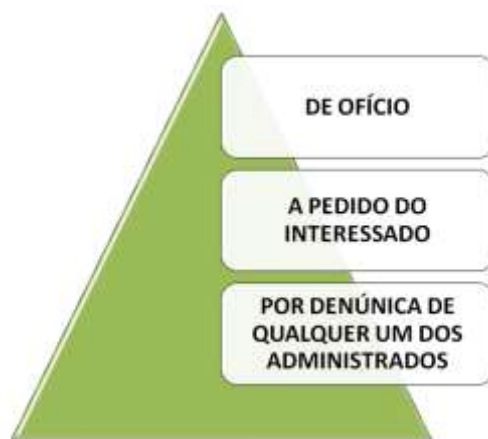 DE OFÍCIO
A PEDIDO DO
INTERESSADO
POR DENÚNICA DE
QUALQUER UM DOS
ADMINISTRADOS